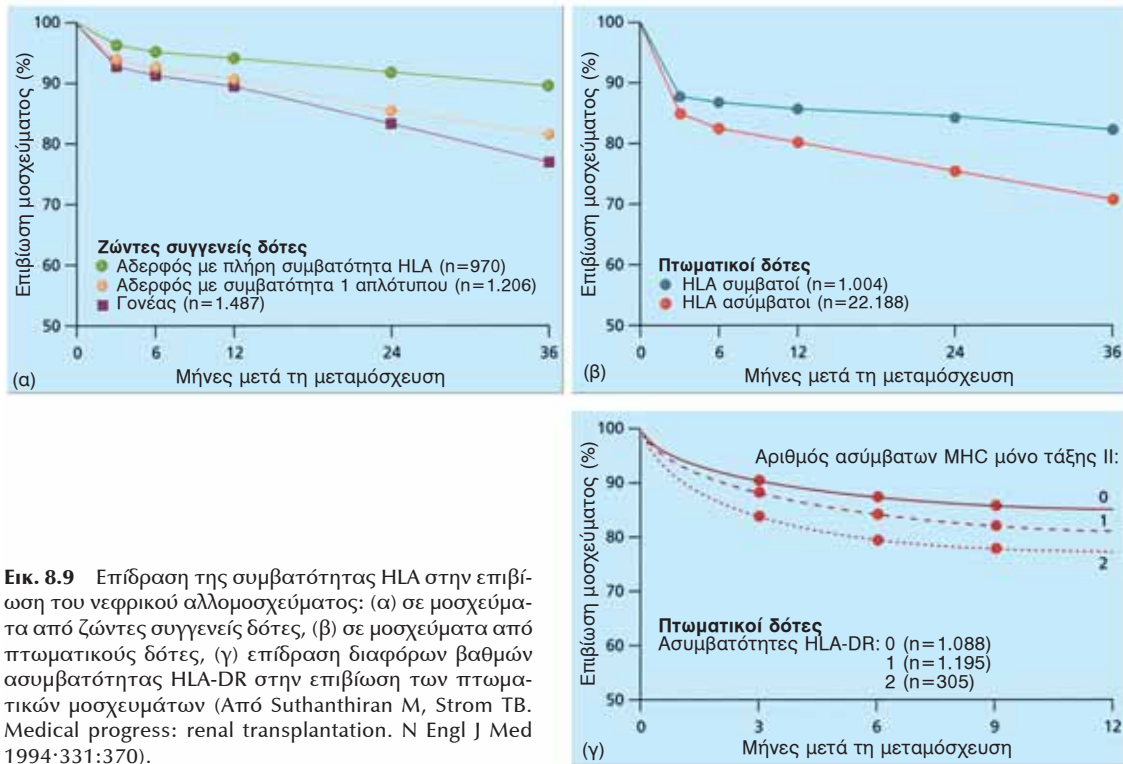 100
90
80
70
60
50
Επιβίωση μοσχεύματος (%)
Ζώντες συγγενείς δότες
Αδερφός με πλήρη συμβατότητα HLA (n=970)
Αδερφός με συμβατότητα 1 απλότυπου (n=1.206)
Γονέας (n=1.487)
0 6 12 24 36
(α) Μήνες μετά τη μεταμόσχευση
100
90
80
70
60
50
Επιβίωση μοσχεύματος (%)
Πτωματικοί δότες
HLA συμβατοί (n=1.004)
HLA ασύμβατοι (n=22.188)
0 6 12 24 36
(β) Μήνες μετά τη μεταμόσχευση
100
90
80
70
60
50
Επιβίωση μοσχεύματος (%)
Αριθμός ασύμβατων MHC μόνο τάξης II:
0
1
2
Πτωματικοί δότες
Ασυμβατότητες HLA-DR: 0 (n=1.088)
1 (n=1.195)
2 (n=305)
0 3 6 9 12
(γ) Μήνες μετά τη μεταμόσχευση
Εικ. 8.9 Επίδραση της συμβατότητας HLA στην επιβί-
ωση του νεφρικού αλλομοσχεύματος: (α) σε μοσχεύμα-
τα από ζώντες συγγενείς δότες, (β) σε μοσχεύματα από
πτωματικούς δότες, (γ) επίδραση διαφόρων βαθμών
ασυμβατότητας HLA-DR στην επιβίωση των πτωμα-
τικών μοσχευμάτων (Από Suthanthiran M, Strom TB.
Medical progress: renal transplantation. N Engl J Med
1994·331:370).